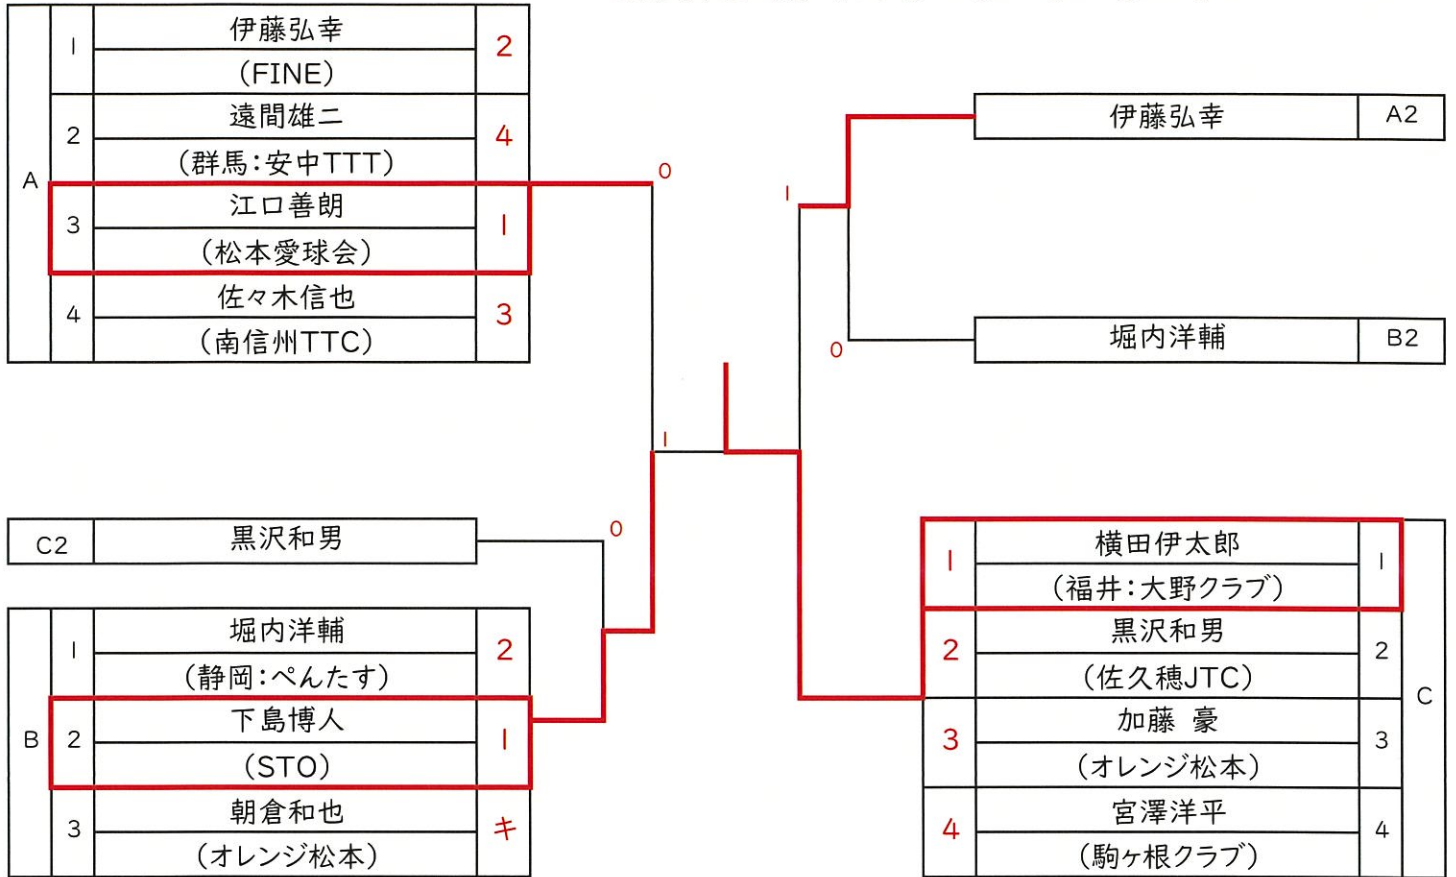 A
1
伊藤弘幸
(FINE)
2
2
遠間雄二
(群馬:安中TTT)
4
3
江口善朗
(松本愛球会)
1
4
佐々木信也
(南信州TTC)
3
0
1
C2
黒沢和男
0
B
1
堀内洋輔
(静岡:ぺんたす)
2
2
下島博人
(STO)
1
3
朝倉和也
(オレンジ松本)
キ
伊藤弘幸
A2
1
堀内洋輔
B2
0
1
横田伊太郎
(福井:大野クラブ)
1
2
黒沢和男
(佐久穂JTC)
2
3
加藤 豪
(オレンジ松本)
3
4
宮澤洋平
(駒ヶ根クラブ)
4
C